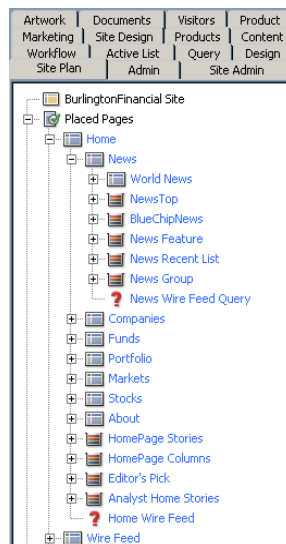 Artwork Documents Visitors Product
Marketing Site Design Products Content
Workflow Active List Query Design
Site Plan Admin Site Admin
BurlingtonFinancial Site
Placed Pages
Home
News
World News
NewsTop
BlueChipNews
News Feature
News Recent List
News Group
? News Wire Feed Query
Companies
Funds
Portfolio
Markets
Stocks
About
HomePage Stories
HomePage Columns
Editor's Pick
Analyst Home Stories
? Home Wire Feed
Wire Feed